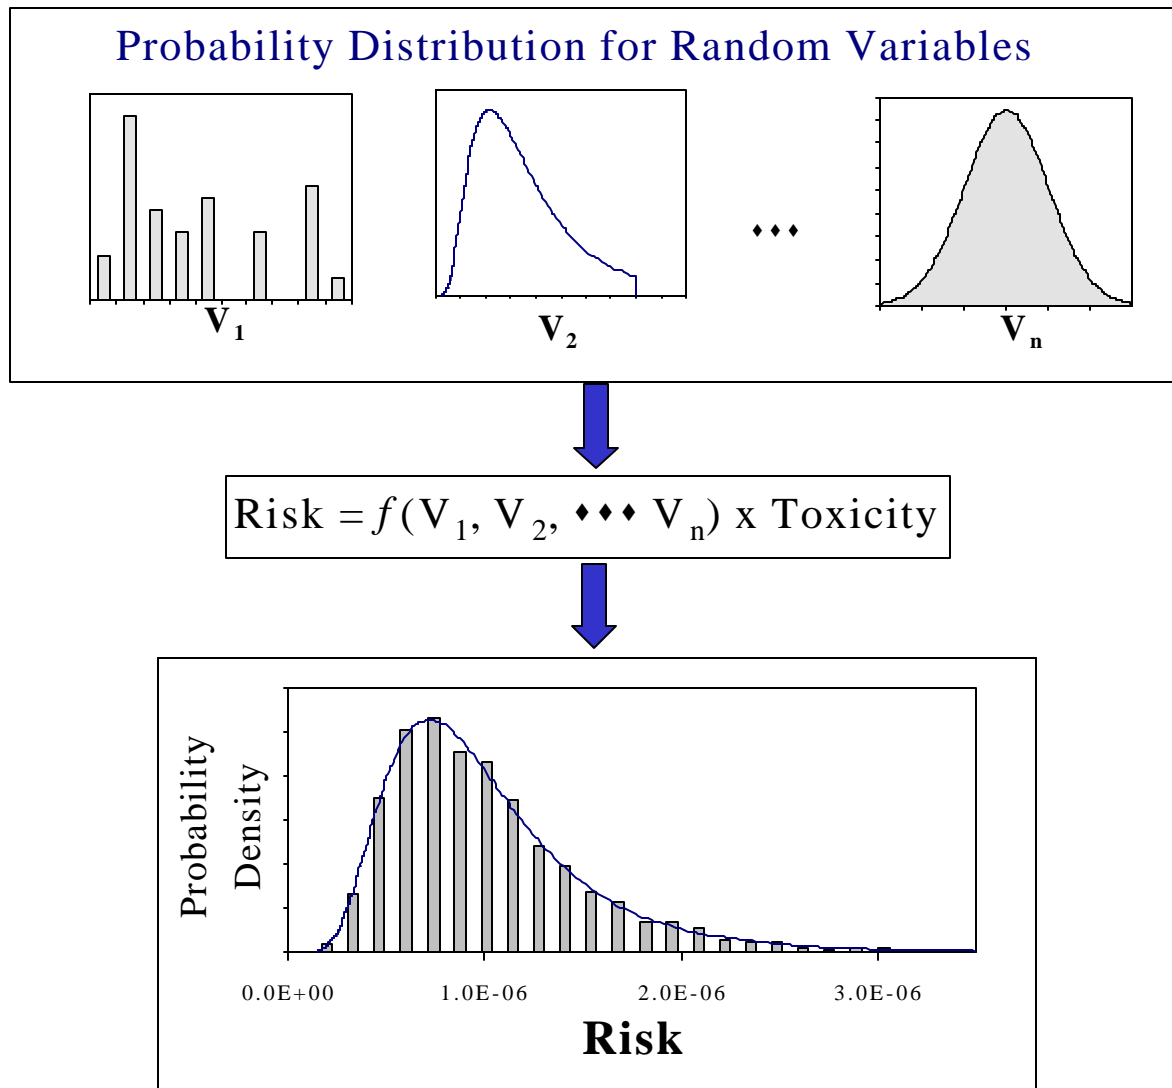 Probability Distribution for Random Variables
V₁
V₂
♦♦♦
Vₙ
Risk = f(V₁, V₂, ♦♦♦ Vₙ) x Toxicity
Probability
Density
0.0E+00 1.0E-06 2.0E-06 3.0E-06
Risk